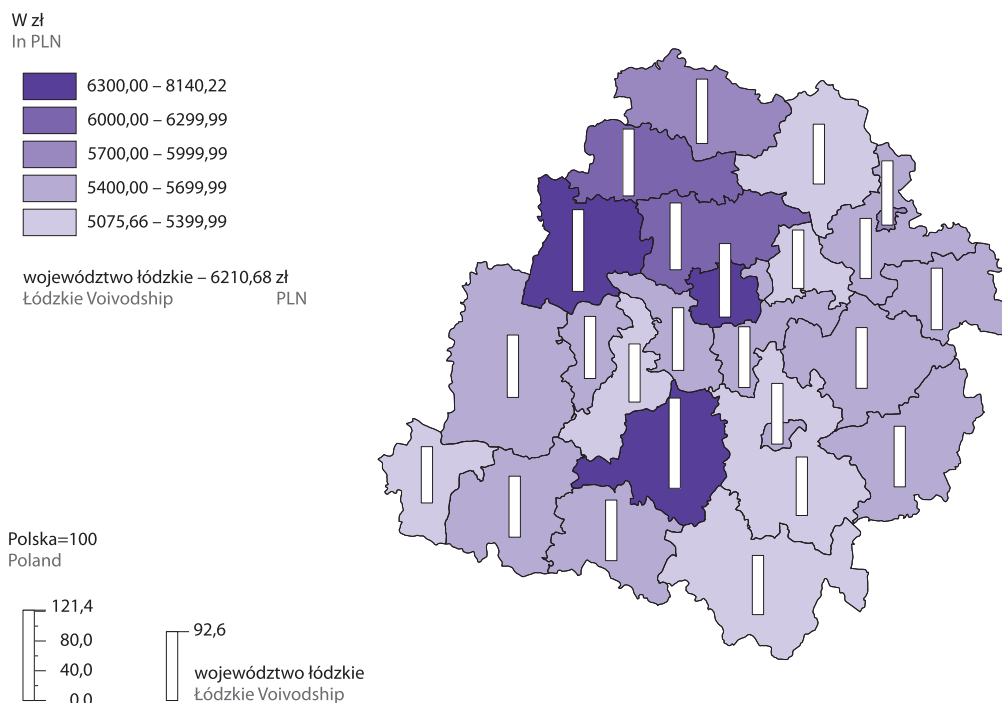 W zł
In PLN
6300,00 – 8140,22
6000,00 – 6299,99
5700,00 – 5999,99
5400,00 – 5699,99
5075,66 – 5399,99
województwo łódzkie – 6210,68 zł
Łódzkie Voivodship PLN
Polska=100
Poland
121,4
80,0
40,0
0,0
92,6
województwo łódzkie
Łódzkie Voivodship